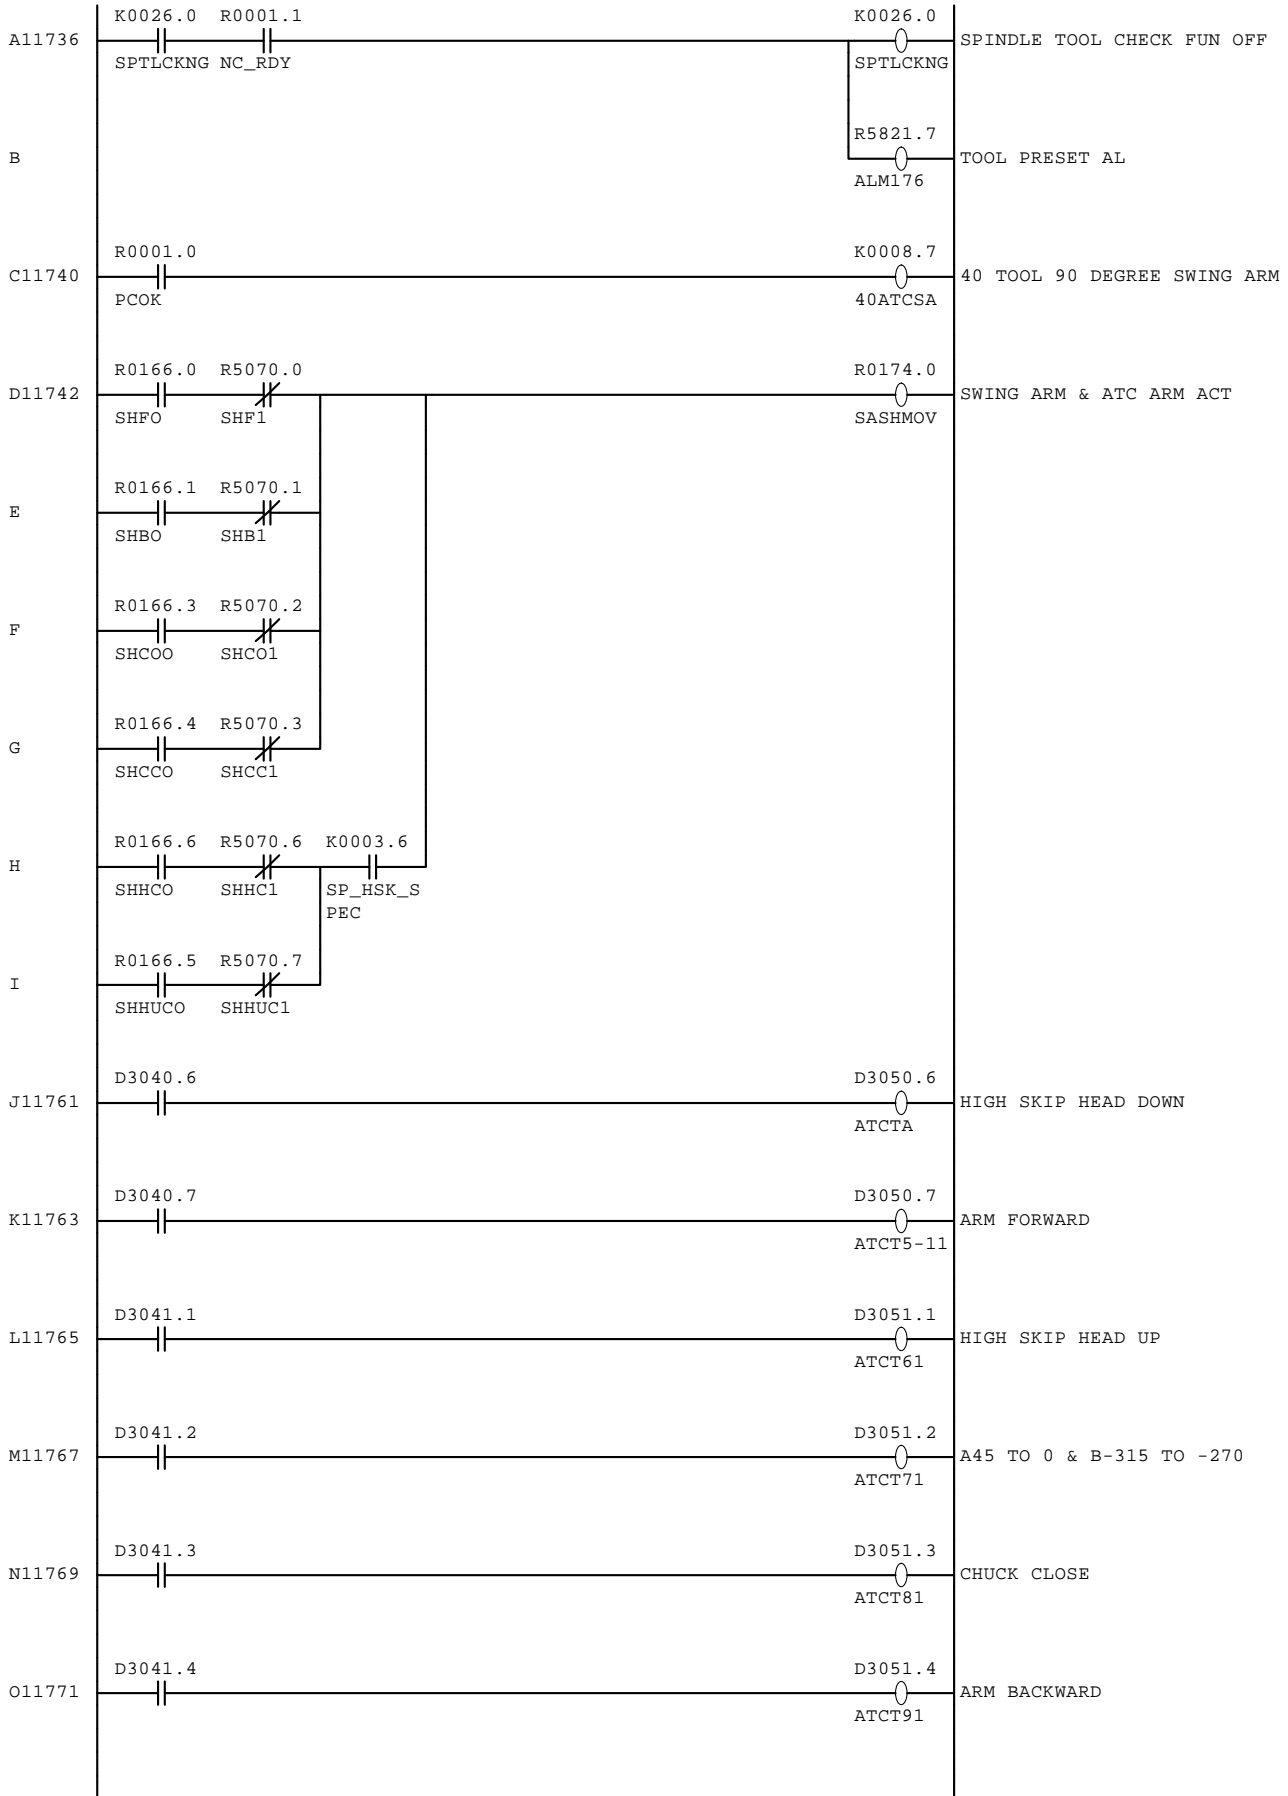 K0026.0 R0001.1 K0026.0
A11736 SPINDLE TOOL CHECK FUN OFF
SPTLCKNG NC_RDY SPTLCKNG
R5821.7
B TOOL PRESET AL
ALM176
R0001.0 K0008.7
C11740 40 TOOL 90 DEGREE SWING ARM
PCOK 40ATCSA
R0166.0 R5070.0 R0174.0
D11742 SWING ARM & ATC ARM ACT
SHFO SHF1 SASHMOV
R0166.1 R5070.1
E
SHBO SHB1
R0166.3 R5070.2
F
SHCOO SHCO1
R0166.4 R5070.3
G
SHCCO SHCC1
R0166.6 R5070.6 K0003.6
H
SHHCO SHHC1 SP_HSK_S
PEC
R0166.5 R5070.7
I
SHHUCO SHHUC1
D3040.6 D3050.6
J11761 HIGH SKIP HEAD DOWN
ATCTA
D3040.7 D3050.7
K11763 ARM FORWARD
ATCT5-11
D3041.1 D3051.1
L11765 HIGH SKIP HEAD UP
ATCT61
D3041.2 D3051.2
M11767 A45 TO 0 & B-315 TO -270
ATCT71
D3041.3 D3051.3
N11769 CHUCK CLOSE
ATCT81
D3041.4 D3051.4
O11771 ARM BACKWARD
ATCT91